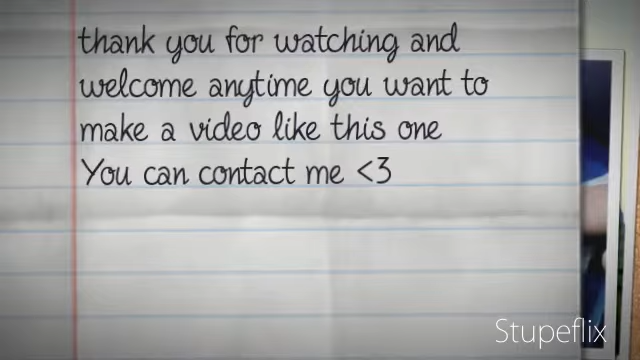 thank you for watching and
welcome anytime you want to
make a video like this one
You can contact me <3
Stupeflix